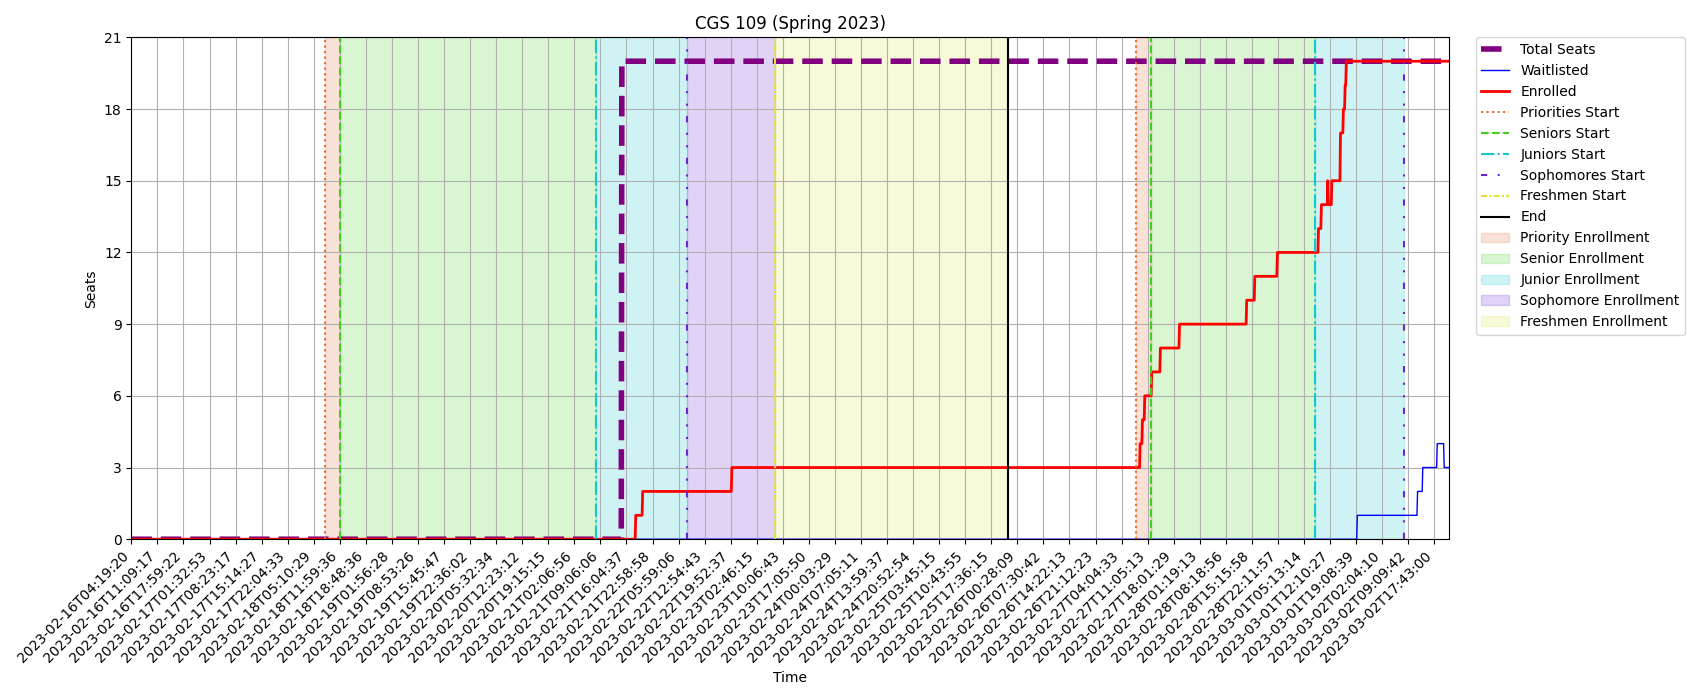 CGS 109 (Spring 2023)
21
18
15
12
9
6
3
0
Seats
2023-02-16T04:19:20
2023-02-16T11:09:17
2023-02-16T17:59:22
2023-02-17T01:32:53
2023-02-17T08:23:17
2023-02-17T15:14:27
2023-02-17T22:04:33
2023-02-18T05:10:29
2023-02-18T11:59:36
2023-02-18T18:48:36
2023-02-19T01:56:28
2023-02-19T08:53:26
2023-02-19T15:45:47
2023-02-19T22:36:02
2023-02-20T05:32:34
2023-02-20T12:23:12
2023-02-20T19:15:15
2023-02-21T02:06:56
2023-02-21T09:06:06
2023-02-21T16:04:37
2023-02-21T22:58:58
2023-02-22T05:59:06
2023-02-22T12:54:43
2023-02-22T19:52:37
2023-02-23T02:46:15
2023-02-23T10:06:43
2023-02-23T17:05:50
2023-02-24T00:03:29
2023-02-24T07:05:11
2023-02-24T13:59:37
2023-02-24T20:52:54
2023-02-25T03:45:15
2023-02-25T10:43:55
2023-02-25T17:36:15
2023-02-26T00:28:09
2023-02-26T07:30:42
2023-02-26T14:22:13
2023-02-26T21:12:23
2023-02-27T04:04:33
2023-02-27T11:05:13
2023-02-27T18:01:29
2023-02-28T01:19:13
2023-02-28T08:18:56
2023-02-28T15:15:58
2023-02-28T22:11:57
2023-03-01T05:13:14
2023-03-01T12:10:27
2023-03-01T19:08:39
2023-03-02T02:04:10
2023-03-02T09:09:42
2023-03-02T17:43:00
Time
Total Seats
Waitlisted
Enrolled
Priorities Start
Seniors Start
Juniors Start
Sophomores Start
Freshmen Start
End
Priority Enrollment
Senior Enrollment
Junior Enrollment
Sophomore Enrollment
Freshmen Enrollment